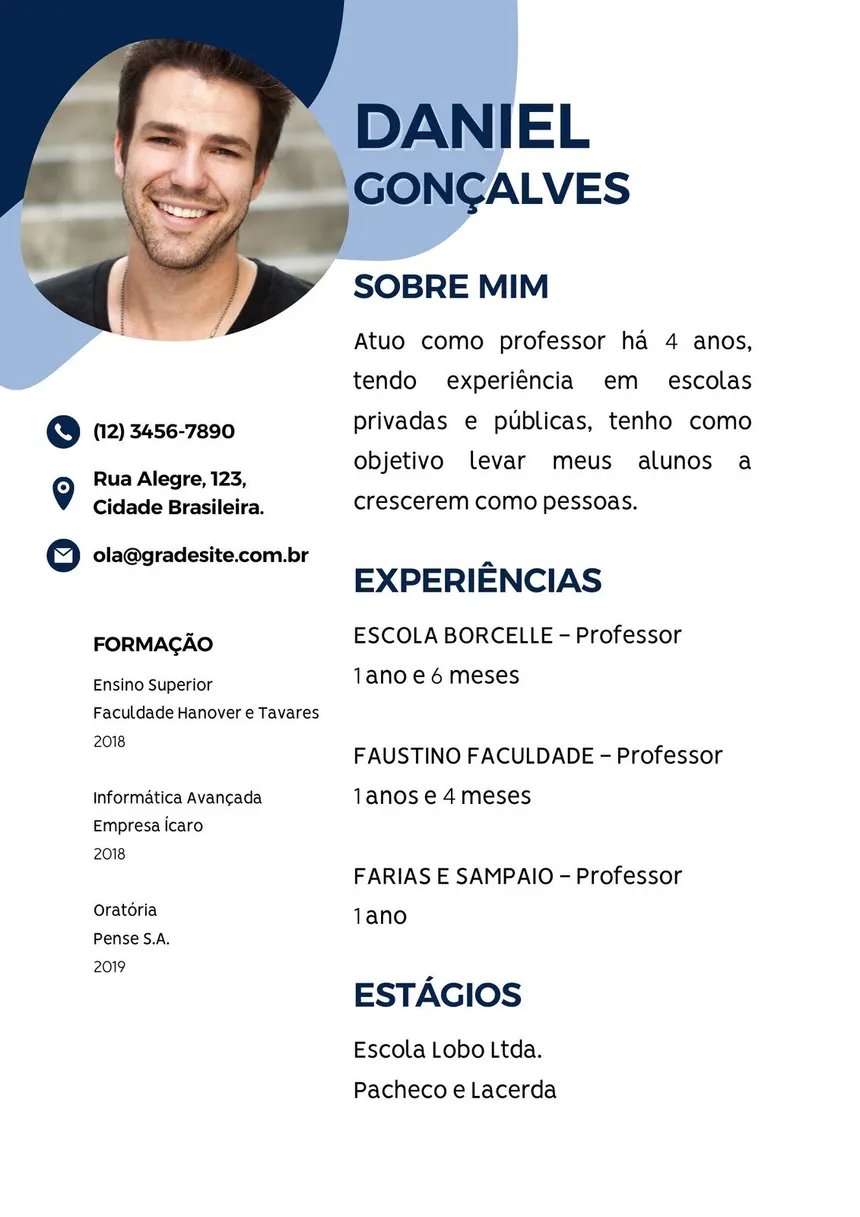 DANIEL
GONÇALVES
(12) 3456-7890
Rua Alegre, 123,
Cidade Brasileira.
ola@gradesite.com.br
FORMAÇÃO
Ensino Superior
Faculdade Hanover e Tavares
2018
Informática Avançada
Empresa Ícaro
2018
Oratória
Pense S.A.
2019
SOBRE MIM
Atuo como professor há 4 anos,
tendo experiência em escolas
privadas e públicas, tenho como
objetivo levar meus alunos a
crescerem como pessoas.
EXPERIÊNCIAS
ESCOLA BORCELLE – Professor
1 ano e 6 meses
FAUSTINO FACULDADE – Professor
1 anos e 4 meses
FARIAS E SAMPAIO – Professor
1 ano
ESTÁGIOS
Escola Lobo Ltda.
Pacheco e Lacerda